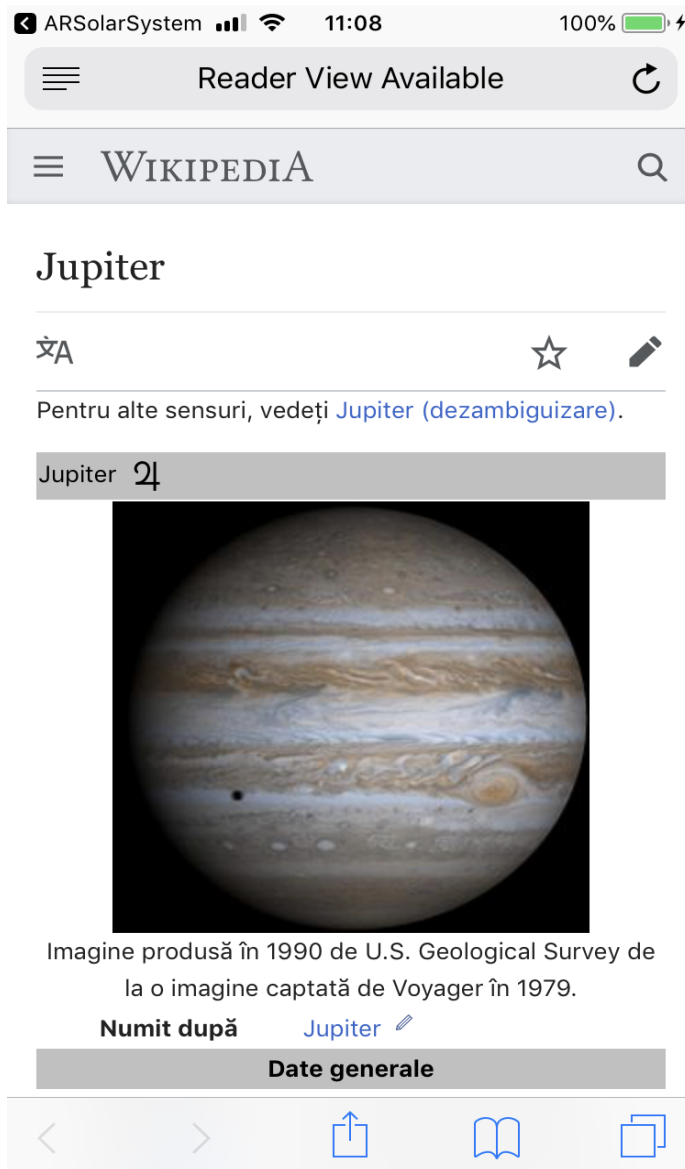 ARSolarSystem 11:08 100%
Reader View Available
WIKIPEDIA
Jupiter
Pentru alte sensuri, vedeți Jupiter (dezambiguizare).
Jupiter ♃
Imagine produsă în 1990 de U.S. Geological Survey de
la o imagine captată de Voyager în 1979.
Numit după Jupiter
Date generale